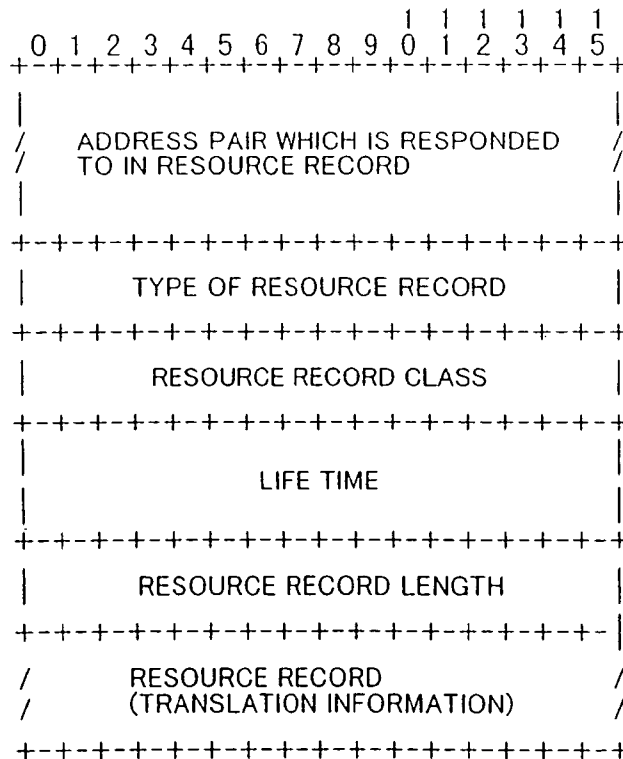 1 1 1 1 1 1
0 1 2 3 4 5 6 7 8 9 0 1 2 3 4 5
+-+-+-+-+-+-+-+-+-+-+-+-+-+-+-+-+
| |
/ ADDRESS PAIR WHICH IS RESPONDED /
/ TO IN RESOURCE RECORD /
| |
+-+-+-+-+-+-+-+-+-+-+-+-+-+-+-+-+
| TYPE OF RESOURCE RECORD |
+-+-+-+-+-+-+-+-+-+-+-+-+-+-+-+-+
| RESOURCE RECORD CLASS |
+-+-+-+-+-+-+-+-+-+-+-+-+-+-+-+-+
| |
| LIFE TIME |
| |
+-+-+-+-+-+-+-+-+-+-+-+-+-+-+-+-+
| RESOURCE RECORD LENGTH |
+-+-+-+-+-+-+-+-+-+-+-+-+-+-+-+- |
/ RESOURCE RECORD /
/ (TRANSLATION INFORMATION) /
+-+-+-+-+-+-+-+-+-+-+-+-+-+-+-+-+